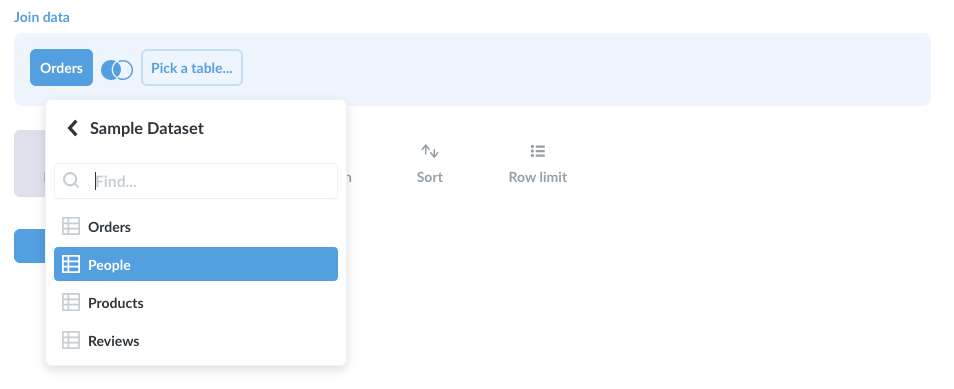 Join data
Orders
Pick a table...
Sample Dataset
Find...
Sort
Row limit
Orders
People
Products
Reviews